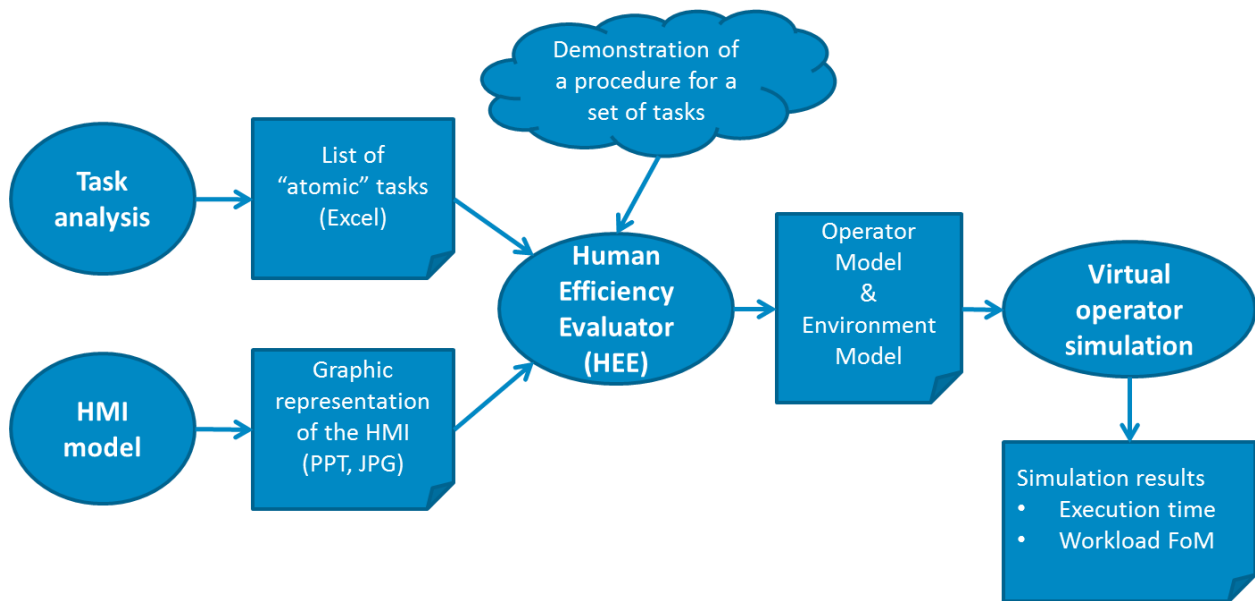 Demonstration of
a procedure for a
set of tasks
Task
analysis
List of
“atomic” tasks
(Excel)
HMI
model
Graphic
representation
of the HMI
(PPT, JPG)
Human
Efficiency
Evaluator
(HEE)
Operator
Model
&
Environment
Model
Virtual
operator
simulation
Simulation results
• Execution time
• Workload FoM